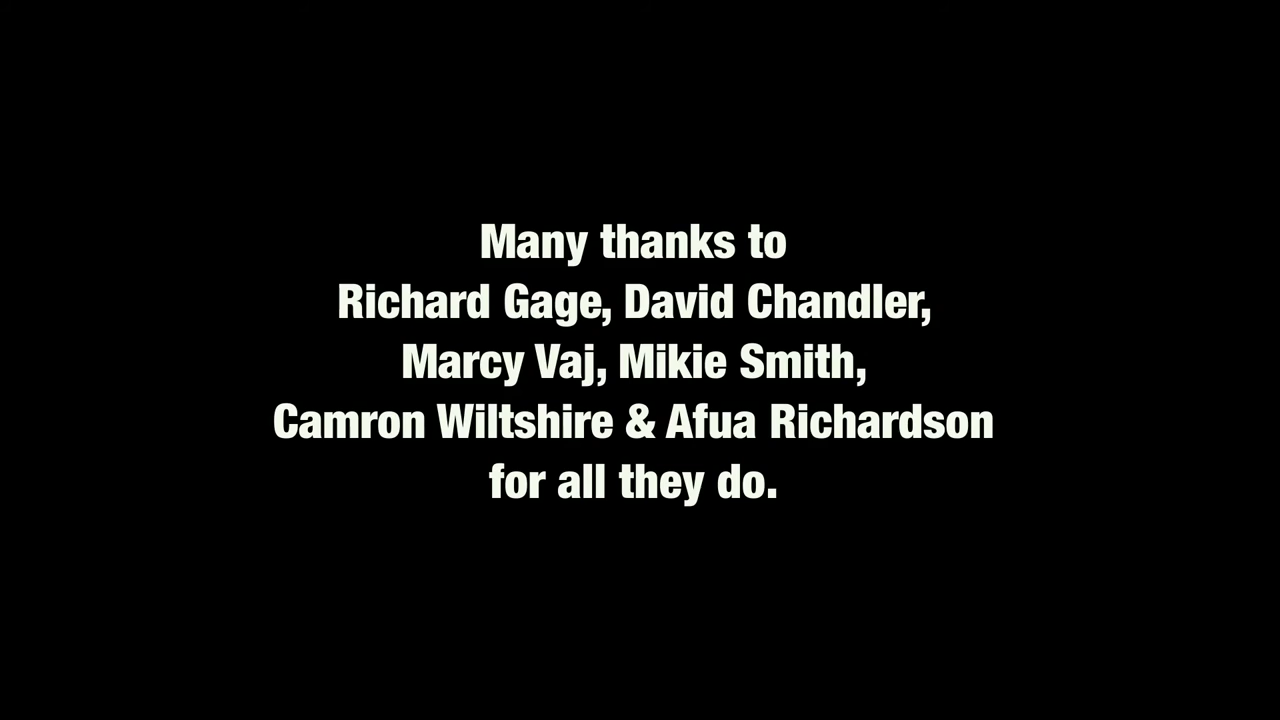 Many thanks to
Richard Gage, David Chandler,
Marcy Vaj, Mikie Smith,
Camron Wiltshire & Afua Richardson
for all they do.